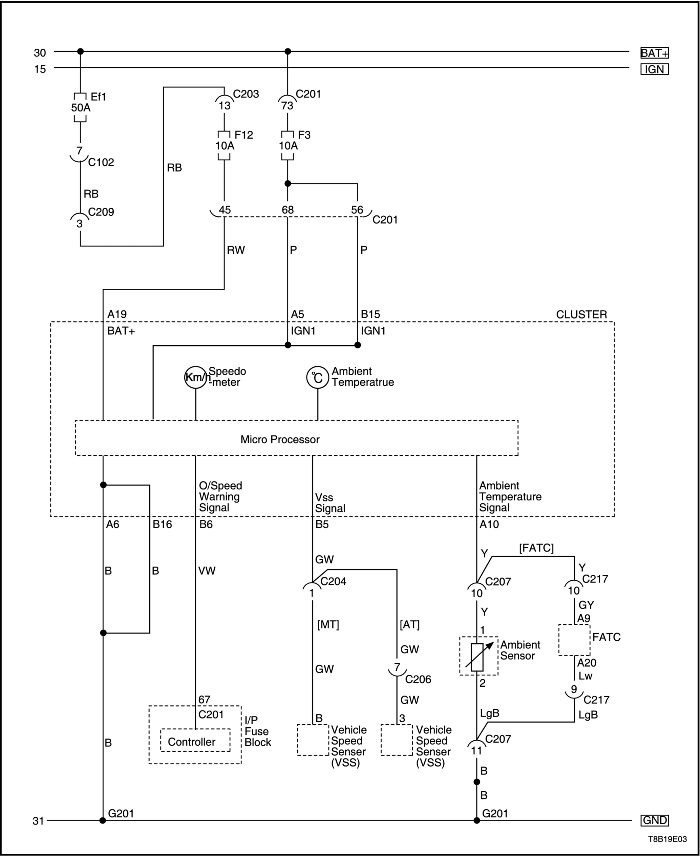 30 BAT+
15 IGN
Ef1
50A
C203
13
C201
73
F12
10A
F3
10A
7
C102
RB
RB
C209
3
45 68 56
C201
RW P P
A19 A5 B15 CLUSTER
BAT+ IGN1 IGN1
Km/h Speedo
-meter
℃ Ambient
Temperatrue
Micro Processor
O/Speed
Warning
Signal
Vss
Signal
Ambient
Temperature
Signal
A6 B16 B6 B5 A10
B B VW
GW
C204
1
[MT] [AT]
GW
GW
7
C206
GW
B 3
Vehicle
Speed
Senser
(VSS)
Vehicle
Speed
Senser
(VSS)
67
C201
Controller
I/P
Fuse
Block
Y [FATC]
Y
C207
10
C217
10
Y GY
1 A9
Ambient
Sensor
FATC
2 A20
Lw
9
C217
LgB LgB
C207
11
B
B
B
G201 G201
31 GND
T8B19E03